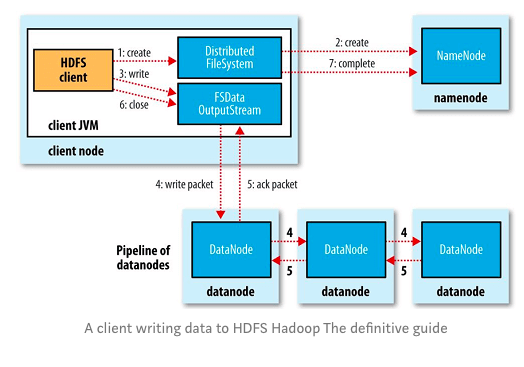 HDFS
client
1: create
3: write
6: close
Distributed
FileSystem
FSData
OutputStream
client JVM
client node
2: create
7: complete
NameNode
namenode
4: write packet
5: ack packet
Pipeline of
datanodes
DataNode
datanode
4
5
DataNode
datanode
4
5
DataNode
datanode
A client writing data to HDFS Hadoop The definitive guide